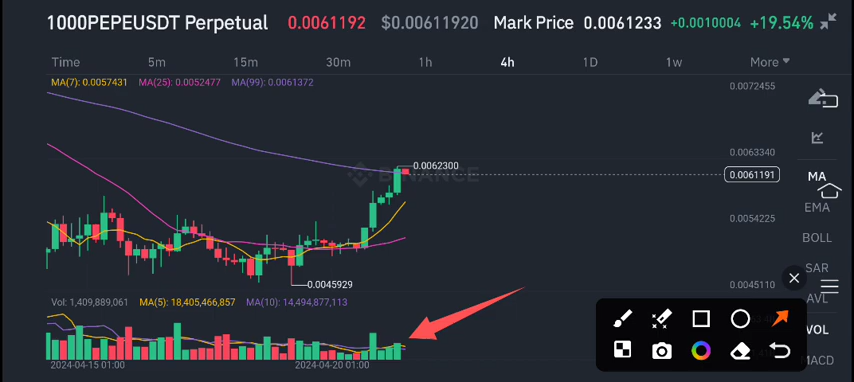 1000PEPEUSDT Perpetual 0.0061192 $0.00611920 Mark Price 0.0061233 +0.0010004 +19.54%
Time 5m 15m 30m 1h 4h 1D 1w More
MA(7): 0.0057431 MA(25): 0.0052477 MA(99): 0.0061372
0.0072455
0.0063340
0.0062300
BINANCE
0.0061191
MA
EMA
0.0054225
BOLL
SAR
0.0045929
0.0045110
AVL
Vol: 1,409,889,061 MA(5): 18,405,466,857 MA(10): 14,494,877,113
VOL
MACD
2024-04-15 01:00 2024-04-20 01:00